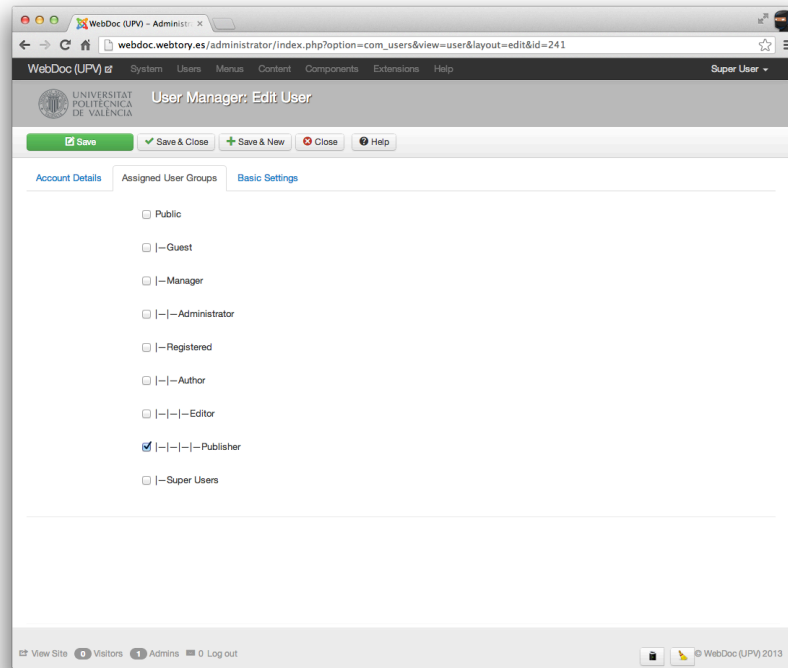 WebDoc (UPV) – Administra
webdoc.webtory.es/administrator/index.php?option=com_users&view=user&layout=edit&id=241
WebDoc (UPV) System Users Menus Content Components Extensions Help Super User
UNIVERSITAT
POLITÈCNICA
DE VALÈNCIA
User Manager: Edit User
Save Save & Close Save & New Close Help
Account Details Assigned User Groups Basic Settings
Public
|—Guest
|—Manager
|—|—Administrator
|—Registered
|—|—Author
|—|—|—Editor
|—|—|—|—Publisher
|—Super Users
View Site 0 Visitors 1 Admins 0 Log out © WebDoc (UPV) 2013